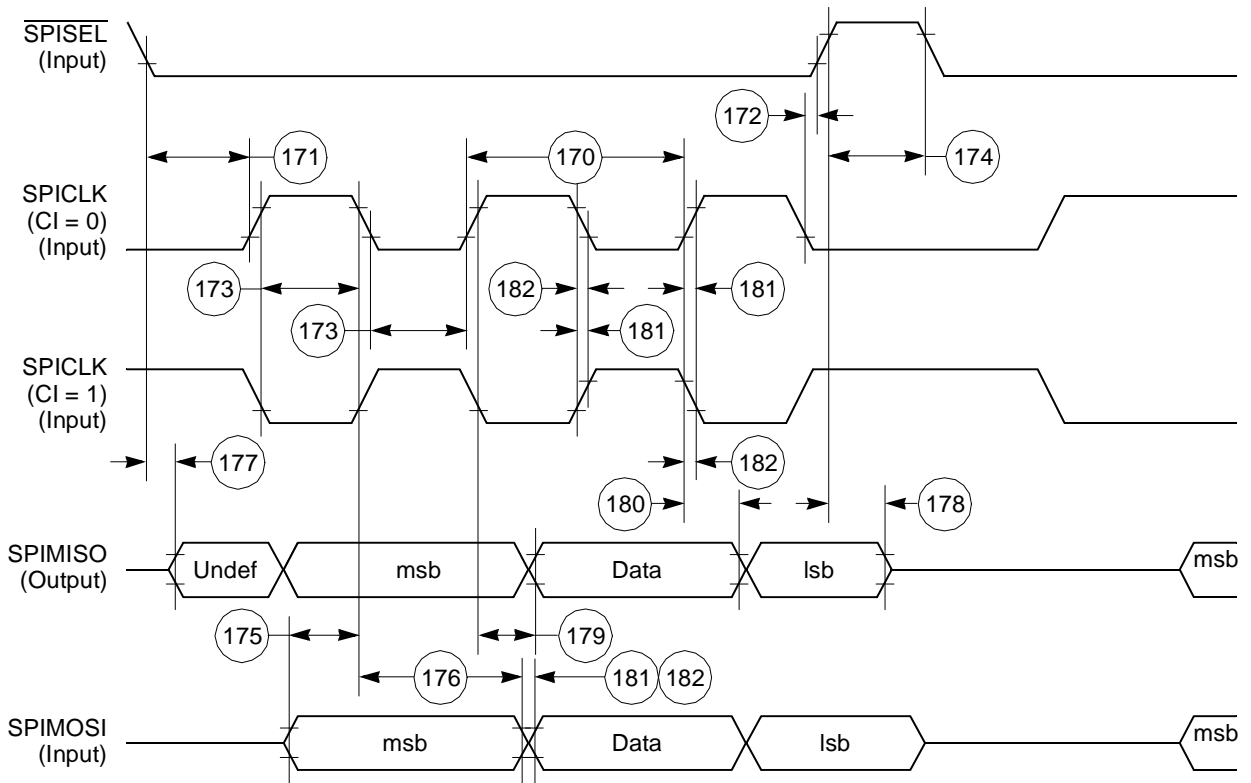 SPISEL
(Input)
172
171
170
174
SPICLK
(CI = 0)
(Input)
173
182
181
173
181
SPICLK
(CI = 1)
(Input)
177
182
180
178
SPIMISO
(Output)
Undef
msb
Data
lsb
msb
175
179
176
181
182
SPIMOSI
(Input)
msb
Data
lsb
msb